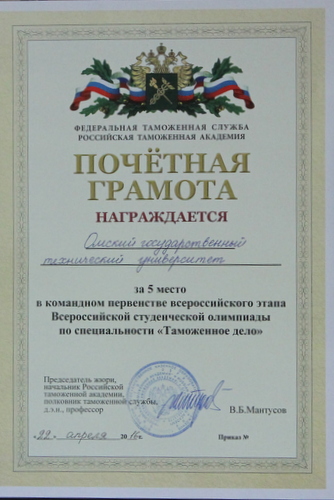 ФЕДЕРАЛЬНАЯ ТАМОЖЕННАЯ СЛУЖБА
РОССИЙСКАЯ ТАМОЖЕННАЯ АКАДЕМИЯ
ПОЧЁТНАЯ
ГРАМОТА
НАГРАЖДАЕТСЯ
Омский государственный
технический университет
за 5 место
в командном первенстве всероссийского этапа
Всероссийской студенческой олимпиады
по специальности «Таможенное дело»
Председатель жюри,
начальник Российской
таможенной академии,
полковник таможенной службы,
д.э.н., профессор
В.Б.Мантусов
«22» апреля 2016г.
Приказ №